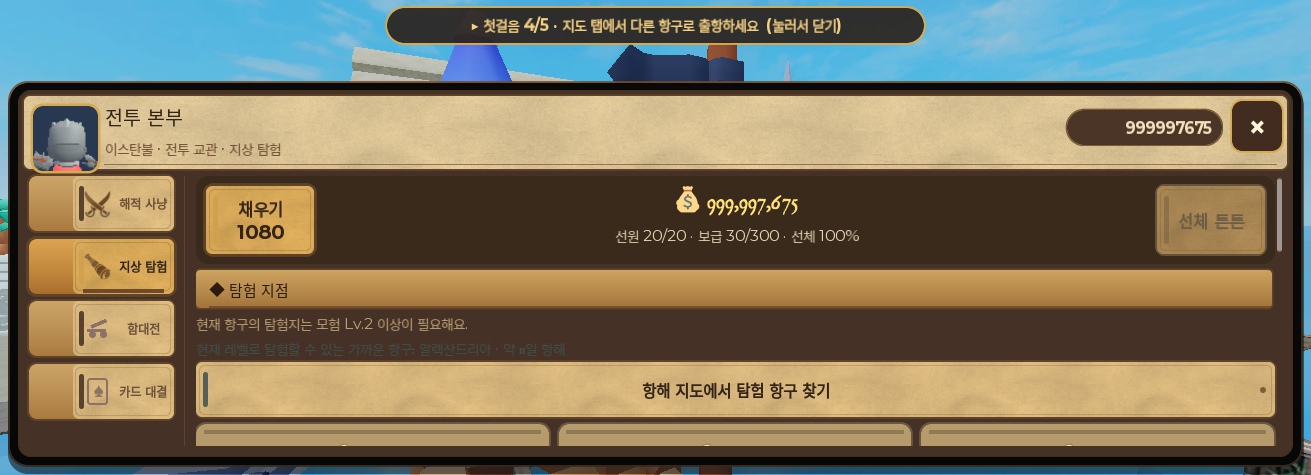 ▸ 첫걸음 4/5 · 지도 탭에서 다른 항구로 출항하세요 (눌러서 닫기)
전투 본부
이스탄불 · 전투 교관 · 지상 탐험
999997675
×
해적 사냥
지상 탐험
함대전
카드 대결
채우기
1080
999,997,675
선원 20/20 · 보급 30/300 · 선체 100%
선체 튼튼
◆ 탐험 지점
현재 항구의 탐험지는 모험 Lv.2 이상이 필요해요.
현재 레벨로 탐험할 수 있는 가까운 항구: 알렉산드리아 · 약 일 항해
항해 지도에서 탐험 항구 찾기